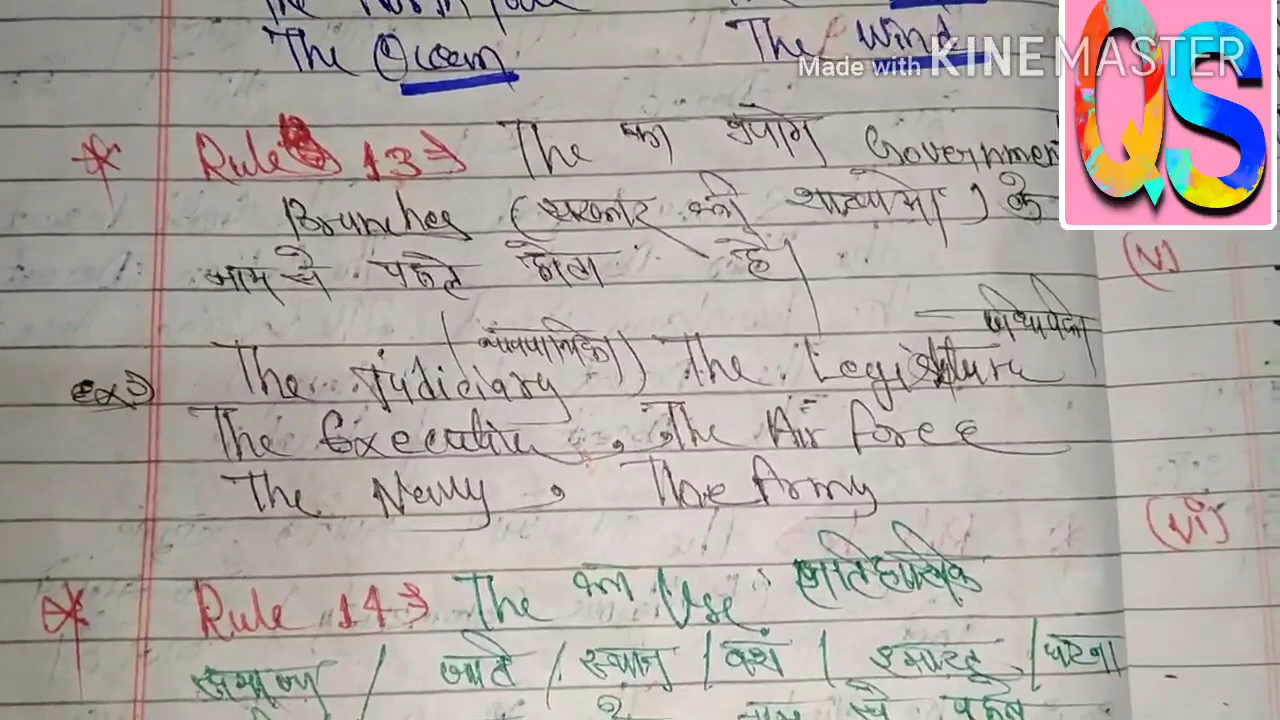 The Ocean The Wind
Made with KINEMASTER
QS
* Rule 13⇒ The का प्रयोग Government
Branches (सरकार की शाखाओं) के
नाम से पहले होता है।
(V)
(न्यायपालिका) विधायिका
Ex⇒ The Judiciary The Legislature
The Executive, The Air force
The Navy, The Army
(vi)
* Rule 14⇒ The का Use ऐतिहासिक
/ जाति / स्थान / वंश / इमारत / घटना
नाम से पहले